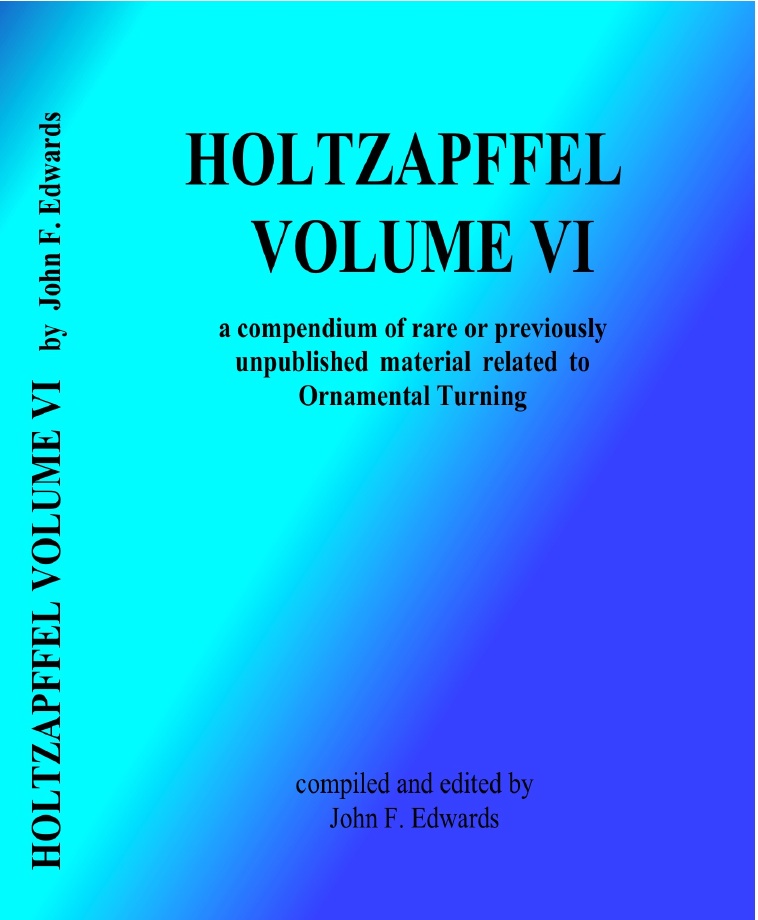 HOLTZAPFFEL VOLUME VI by John F. Edwards
HOLTZAPFFEL
VOLUME VI
a compendium of rare or previously
unpublished material related to
Ornamental Turning
compiled and edited by
John F. Edwards